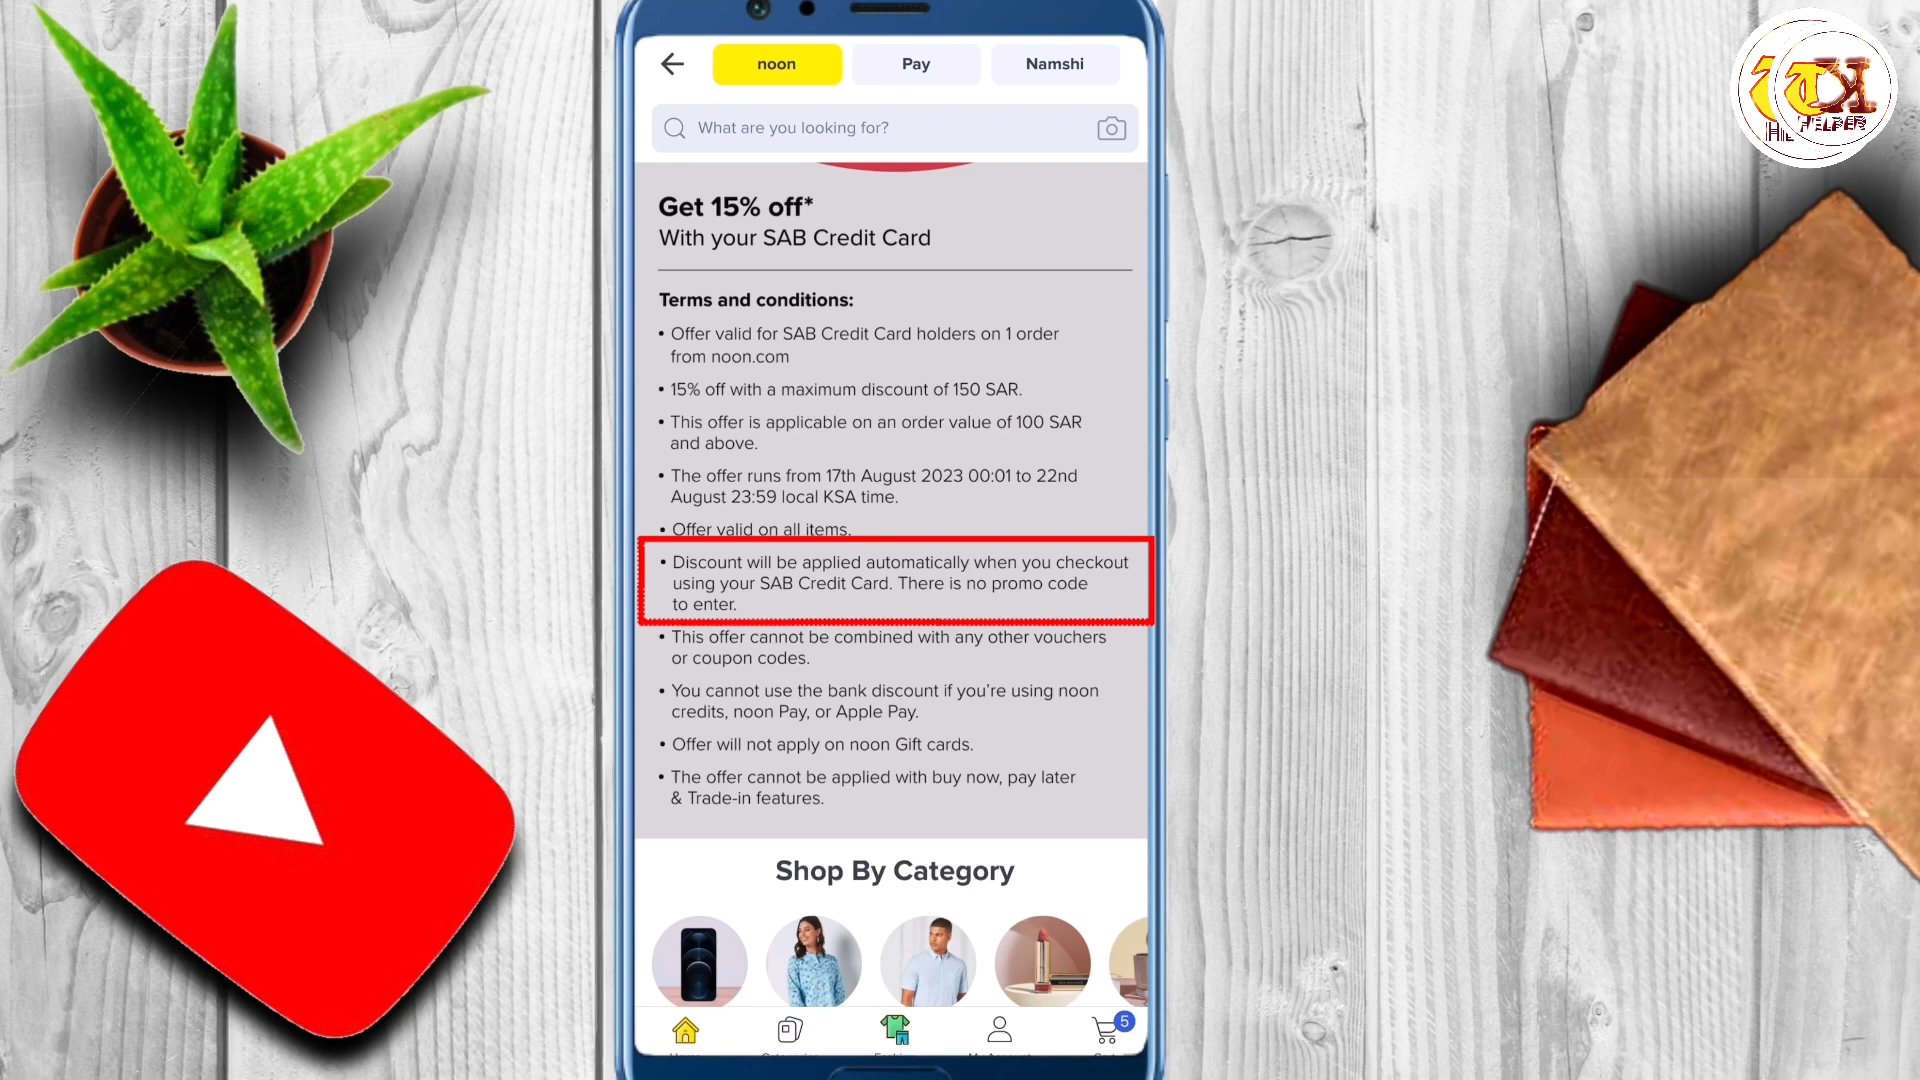 noon
Pay
Namshi
What are you looking for?
Get 15% off*
With your SAB Credit Card
Terms and conditions:
• Offer valid for SAB Credit Card holders on 1 order
from noon.com
• 15% off with a maximum discount of 150 SAR.
• This offer is applicable on an order value of 100 SAR
and above.
• The offer runs from 17th August 2023 00:01 to 22nd
August 23:59 local KSA time.
• Offer valid on all items.
• Discount will be applied automatically when you checkout
using your SAB Credit Card. There is no promo code
to enter.
• This offer cannot be combined with any other vouchers
or coupon codes.
• You cannot use the bank discount if you’re using noon
credits, noon Pay, or Apple Pay.
• Offer will not apply on noon Gift cards.
• The offer cannot be applied with buy now, pay later
& Trade-in features.
Shop By Category
5
HELPER